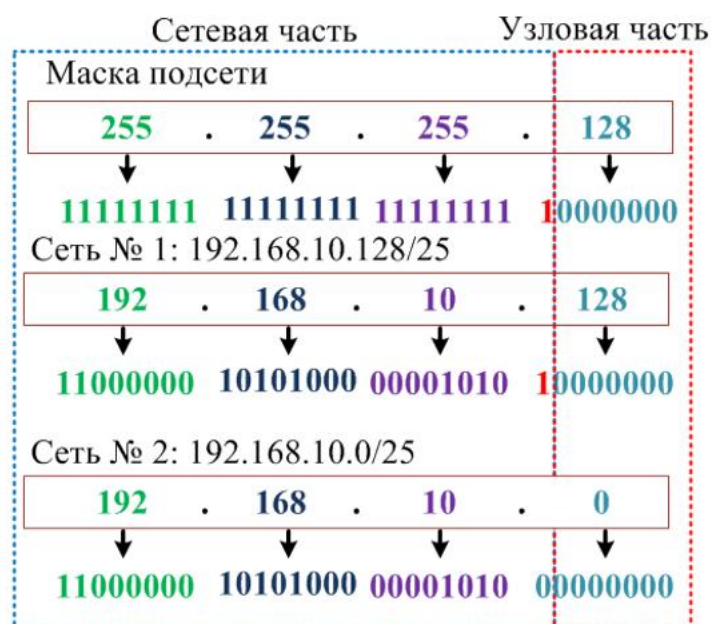 Сетевая часть Узловая часть
Маска подсети
255 . 255 . 255 . 128
11111111 11111111 11111111 10000000
Сеть № 1: 192.168.10.128/25
192 . 168 . 10 . 128
11000000 10101000 00001010 10000000
Сеть № 2: 192.168.10.0/25
192 . 168 . 10 . 0
11000000 10101000 00001010 00000000